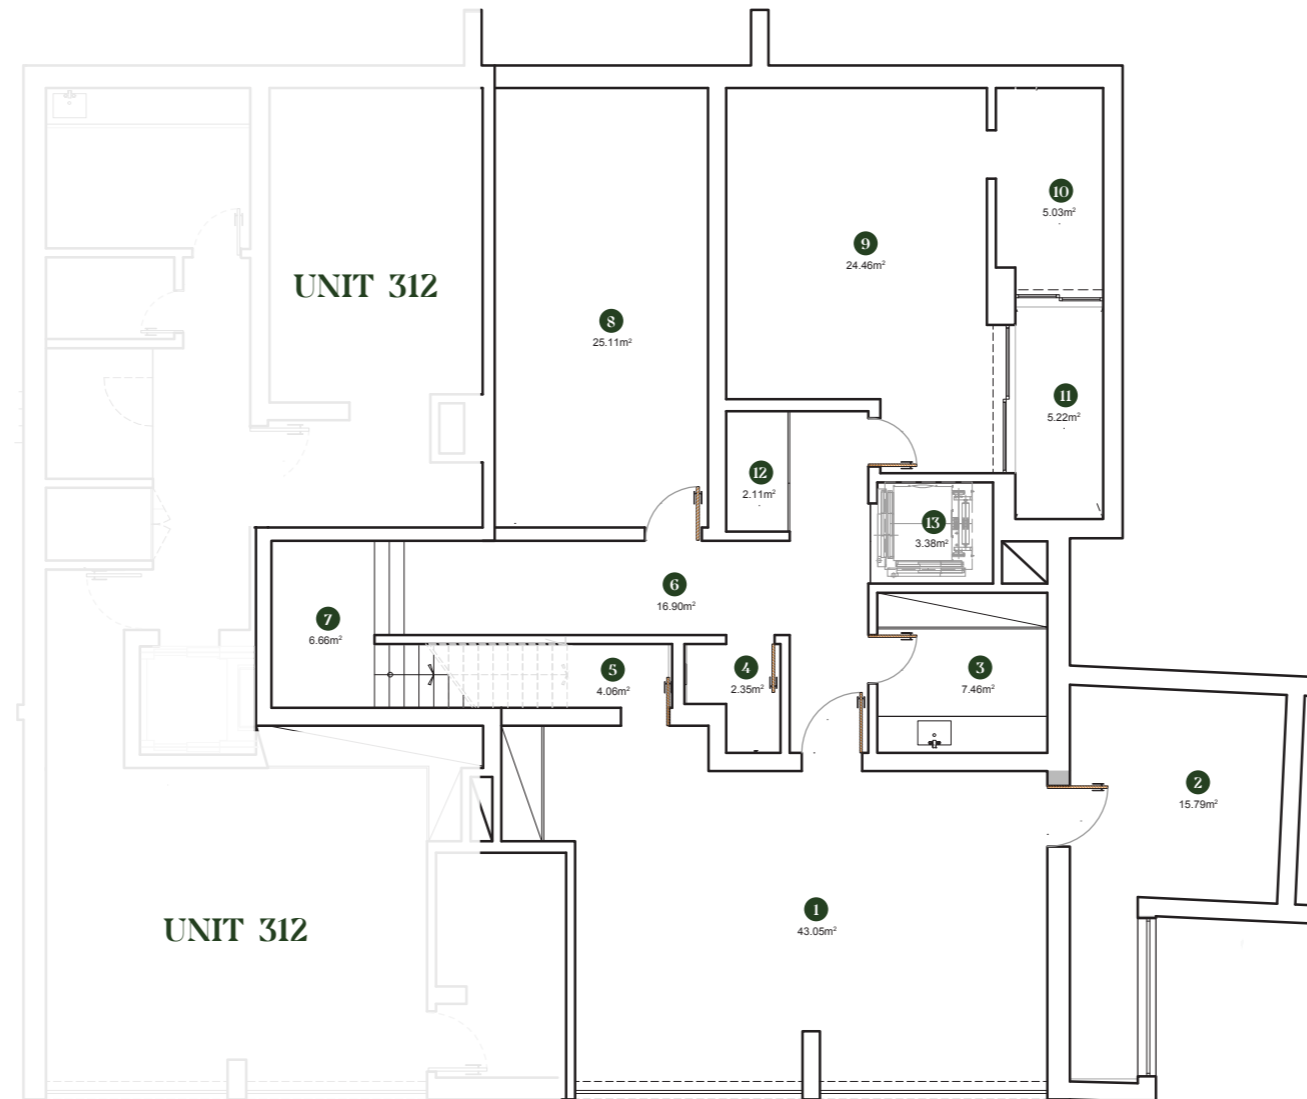 10
5.03m²
9
24.46m²
UNIT 312
8
25.11m²
11
5.22m²
12
2.11m²
13
3.38m²
6
16.90m²
7
6.66m²
5
4.06m²
4
2.35m²
3
7.46m²
2
15.79m²
1
43.05m²
UNIT 312